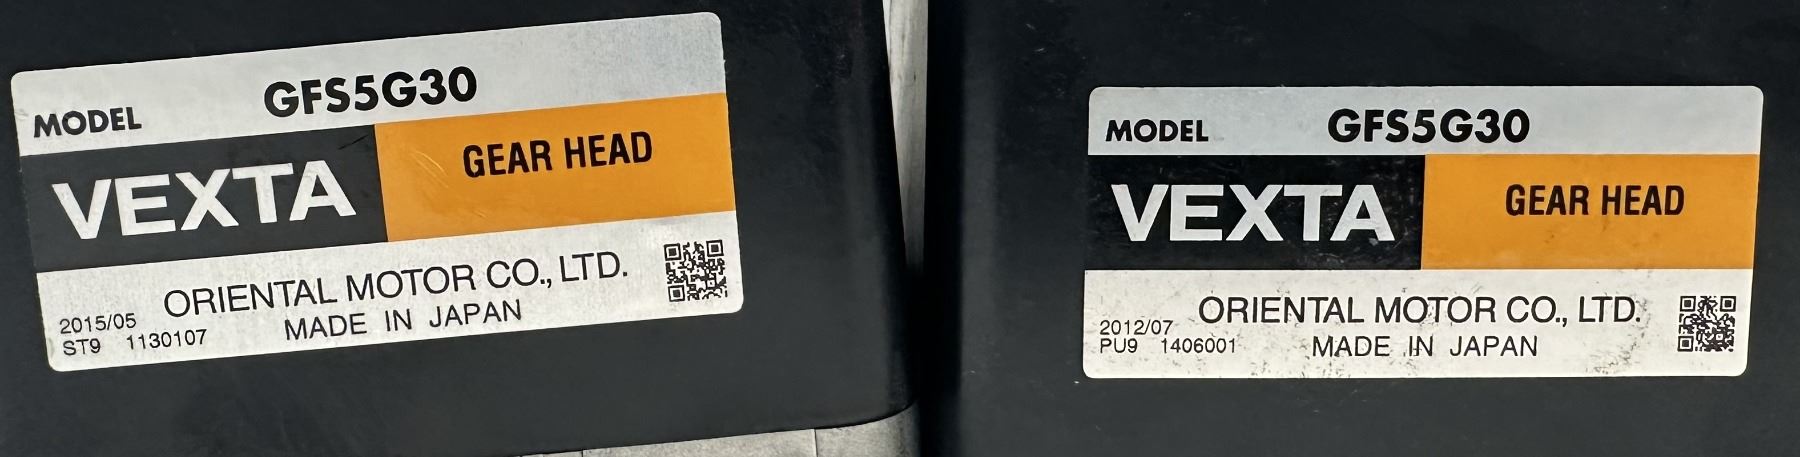 MODEL GFS5G30
VEXTA GEAR HEAD
ORIENTAL MOTOR CO., LTD.
2015/05 MADE IN JAPAN
ST9 1130107
MODEL GFS5G30
VEXTA GEAR HEAD
ORIENTAL MOTOR CO., LTD.
2012/07 MADE IN JAPAN
PU9 1406001